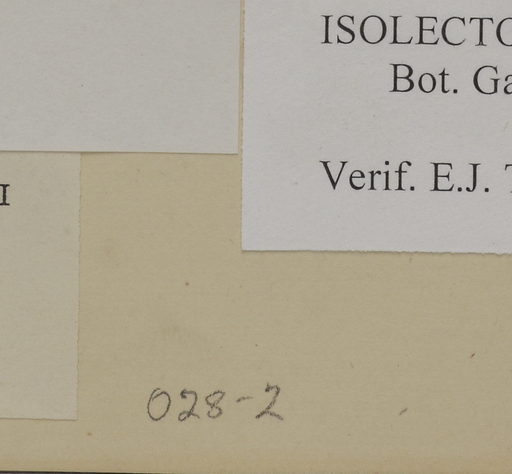 ISOLECTO
Bot. Ga
Verif. E.J. T
I
028-2